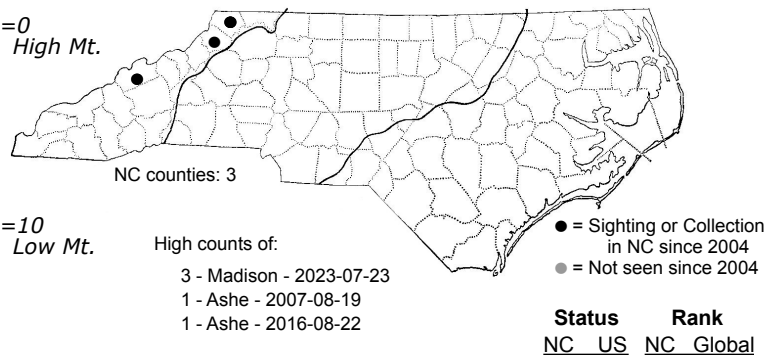 =0
High Mt.
NC counties: 3
=10
Low Mt.
High counts of:
3 - Madison - 2023-07-23
1 - Ashe - 2007-08-19
1 - Ashe - 2016-08-22
= Sighting or Collection
in NC since 2004
= Not seen since 2004
Status Rank
NC US NC Global